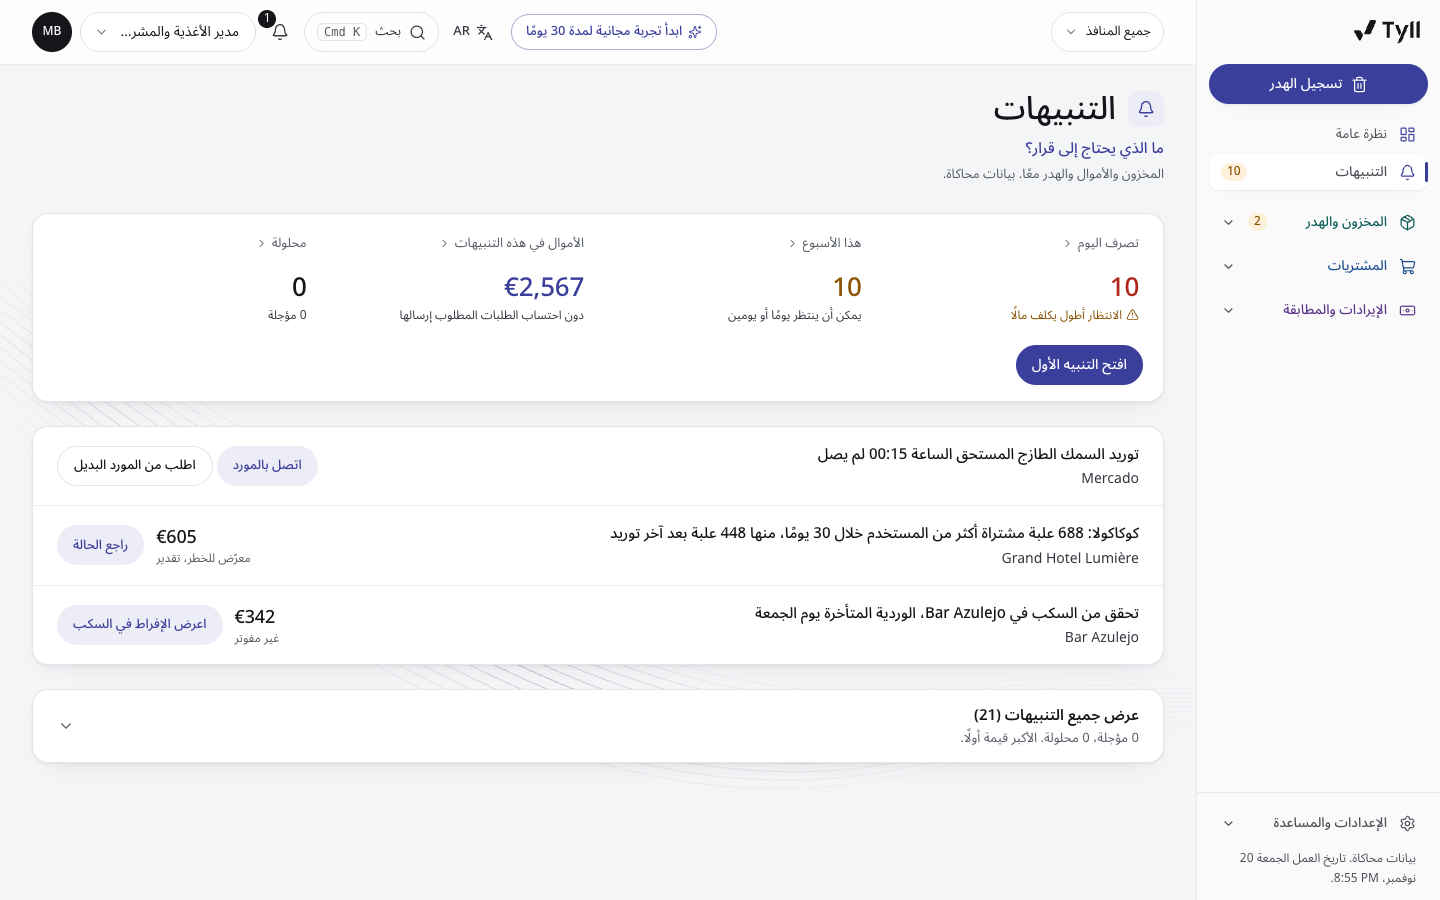 Tyll
تسجيل الهدر
نظرة عامة
التنبيهات
10
المخزون والهدر
2
المشتريات
الإيرادات والمطابقة
الإعدادات والمساعدة
بيانات محاكاة. تاريخ العمل الجمعة 20
نوفمبر، 8:55 PM.
جميع المنافذ
ابدأ تجربة مجانية لمدة 30 يومًا
AR
بحث
Cmd K
1
مدير الأغذية والمشر...
MB
التنبيهات
ما الذي يحتاج إلى قرار؟
المخزون والأموال والهدر معًا. بيانات محاكاة.
تصرف اليوم
10
الانتظار أطول يكلف مالًا
هذا الأسبوع
10
يمكن أن ينتظر يومًا أو يومين
الأموال في هذه التنبيهات
€2,567
دون احتساب الطلبات المطلوب إرسالها
محلولة
0
0 مؤجلة
افتح التنبيه الأول
توريد السمك الطازج المستحق الساعة 00:15 لم يصل
Mercado
اتصل بالمورد
اطلب من المورد البديل
كوكاكولا: 688 علبة مشتراة أكثر من المستخدم خلال 30 يومًا، منها 448 علبة بعد آخر توريد
Grand Hotel Lumière
€605
معرّض للخطر، تقدير
راجع الحالة
تحقق من السكب في Bar Azulejo، الوردية المتأخرة يوم الجمعة
Bar Azulejo
€342
غير مفوتر
اعرض الإفراط في السكب
عرض جميع التنبيهات (21)
0 مؤجلة، 0 محلولة. الأكبر قيمة أولًا.